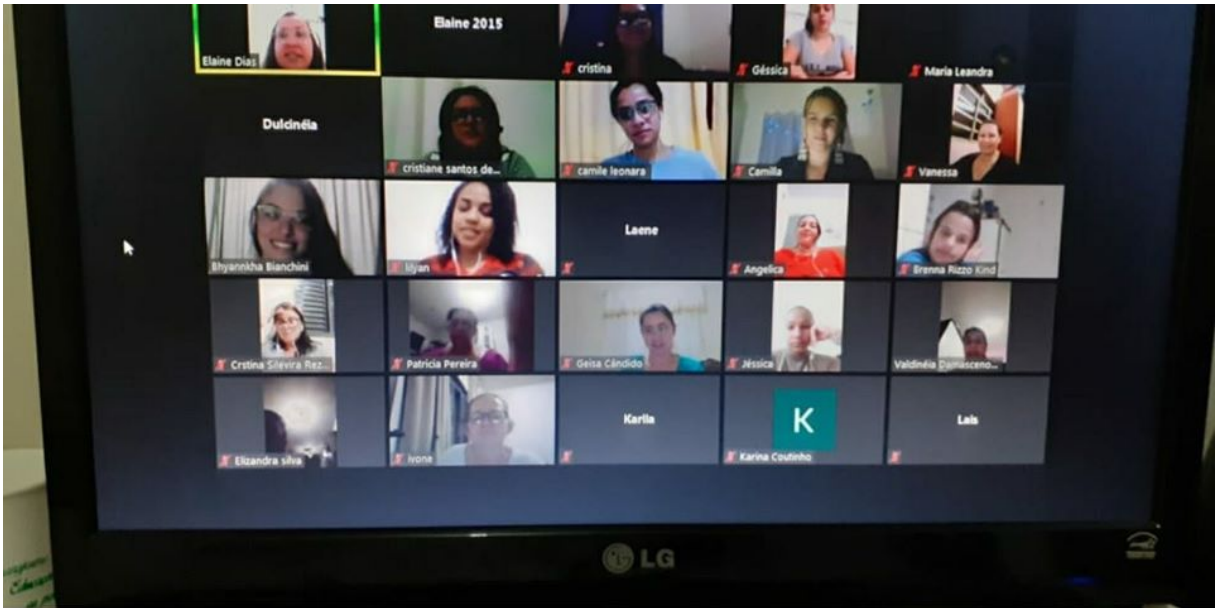 Elaine Dias
Elaine 2015
cristina
Géssica
Maria Leandra
Dulcinéia
cristiane santos de...
camile leonara
Camilla
Vanessa
Bhyannkha Bianchini
lilyan
Laene
Angelica
Brenna Rizzo Kind
Crstina Silevira Rez...
Patricia Pereira
Geisa Cândido
Jéssica
Valdinéia Damasceno...
Elizandra silva
ivone
Karlla
K
Karina Coutinho
Lais
LG